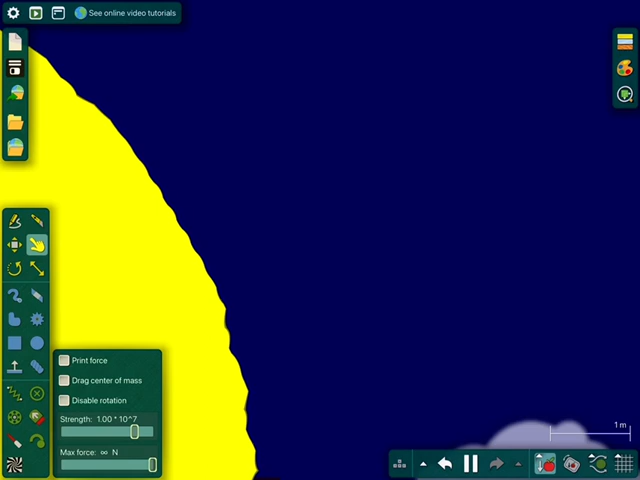 See online video tutorials
Print force
Drag center of mass
Disable rotation
Strength: 1.00 * 10^7
Max force: ∞ N
1 m